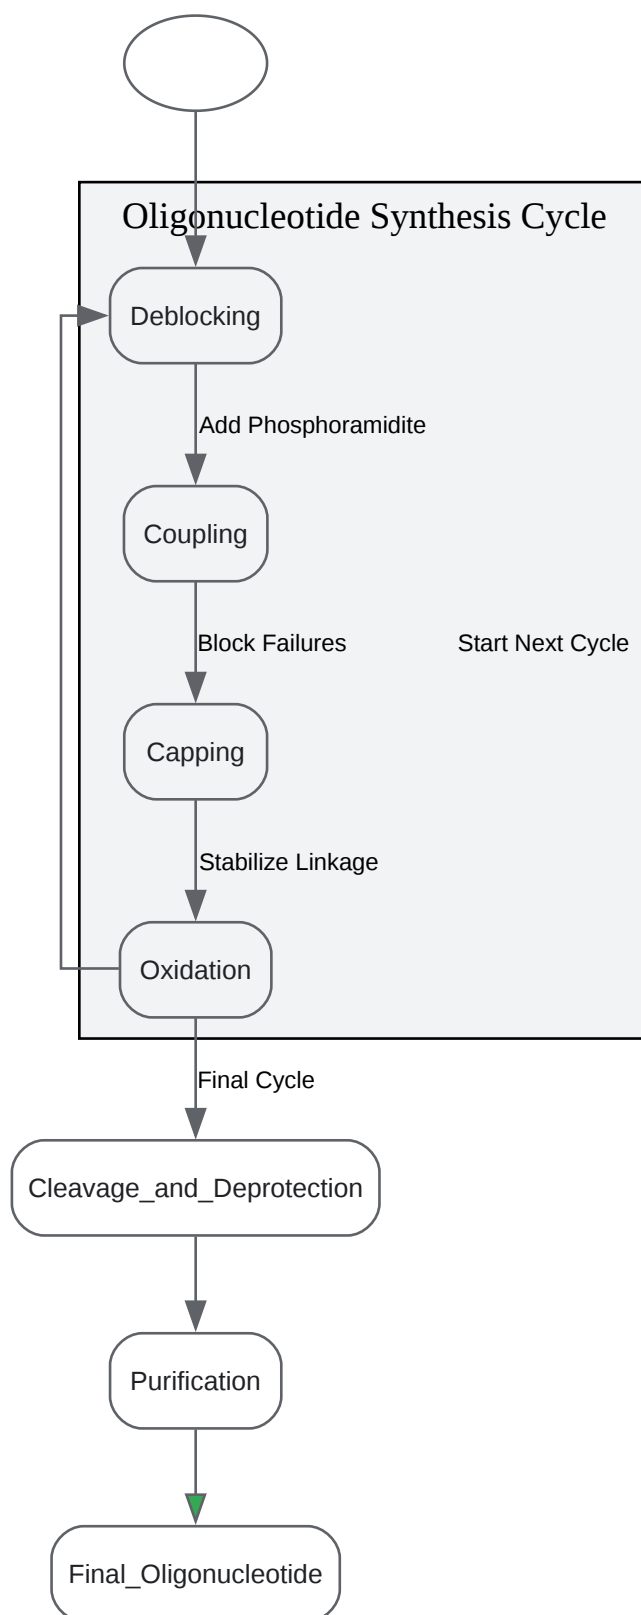 Oligonucleotide Synthesis Cycle
Deblocking
Add Phosphoramidite
Coupling
Block Failures
Start Next Cycle
Capping
Stabilize Linkage
Oxidation
Final Cycle
Cleavage_and_Deprotection
Purification
Final_Oligonucleotide